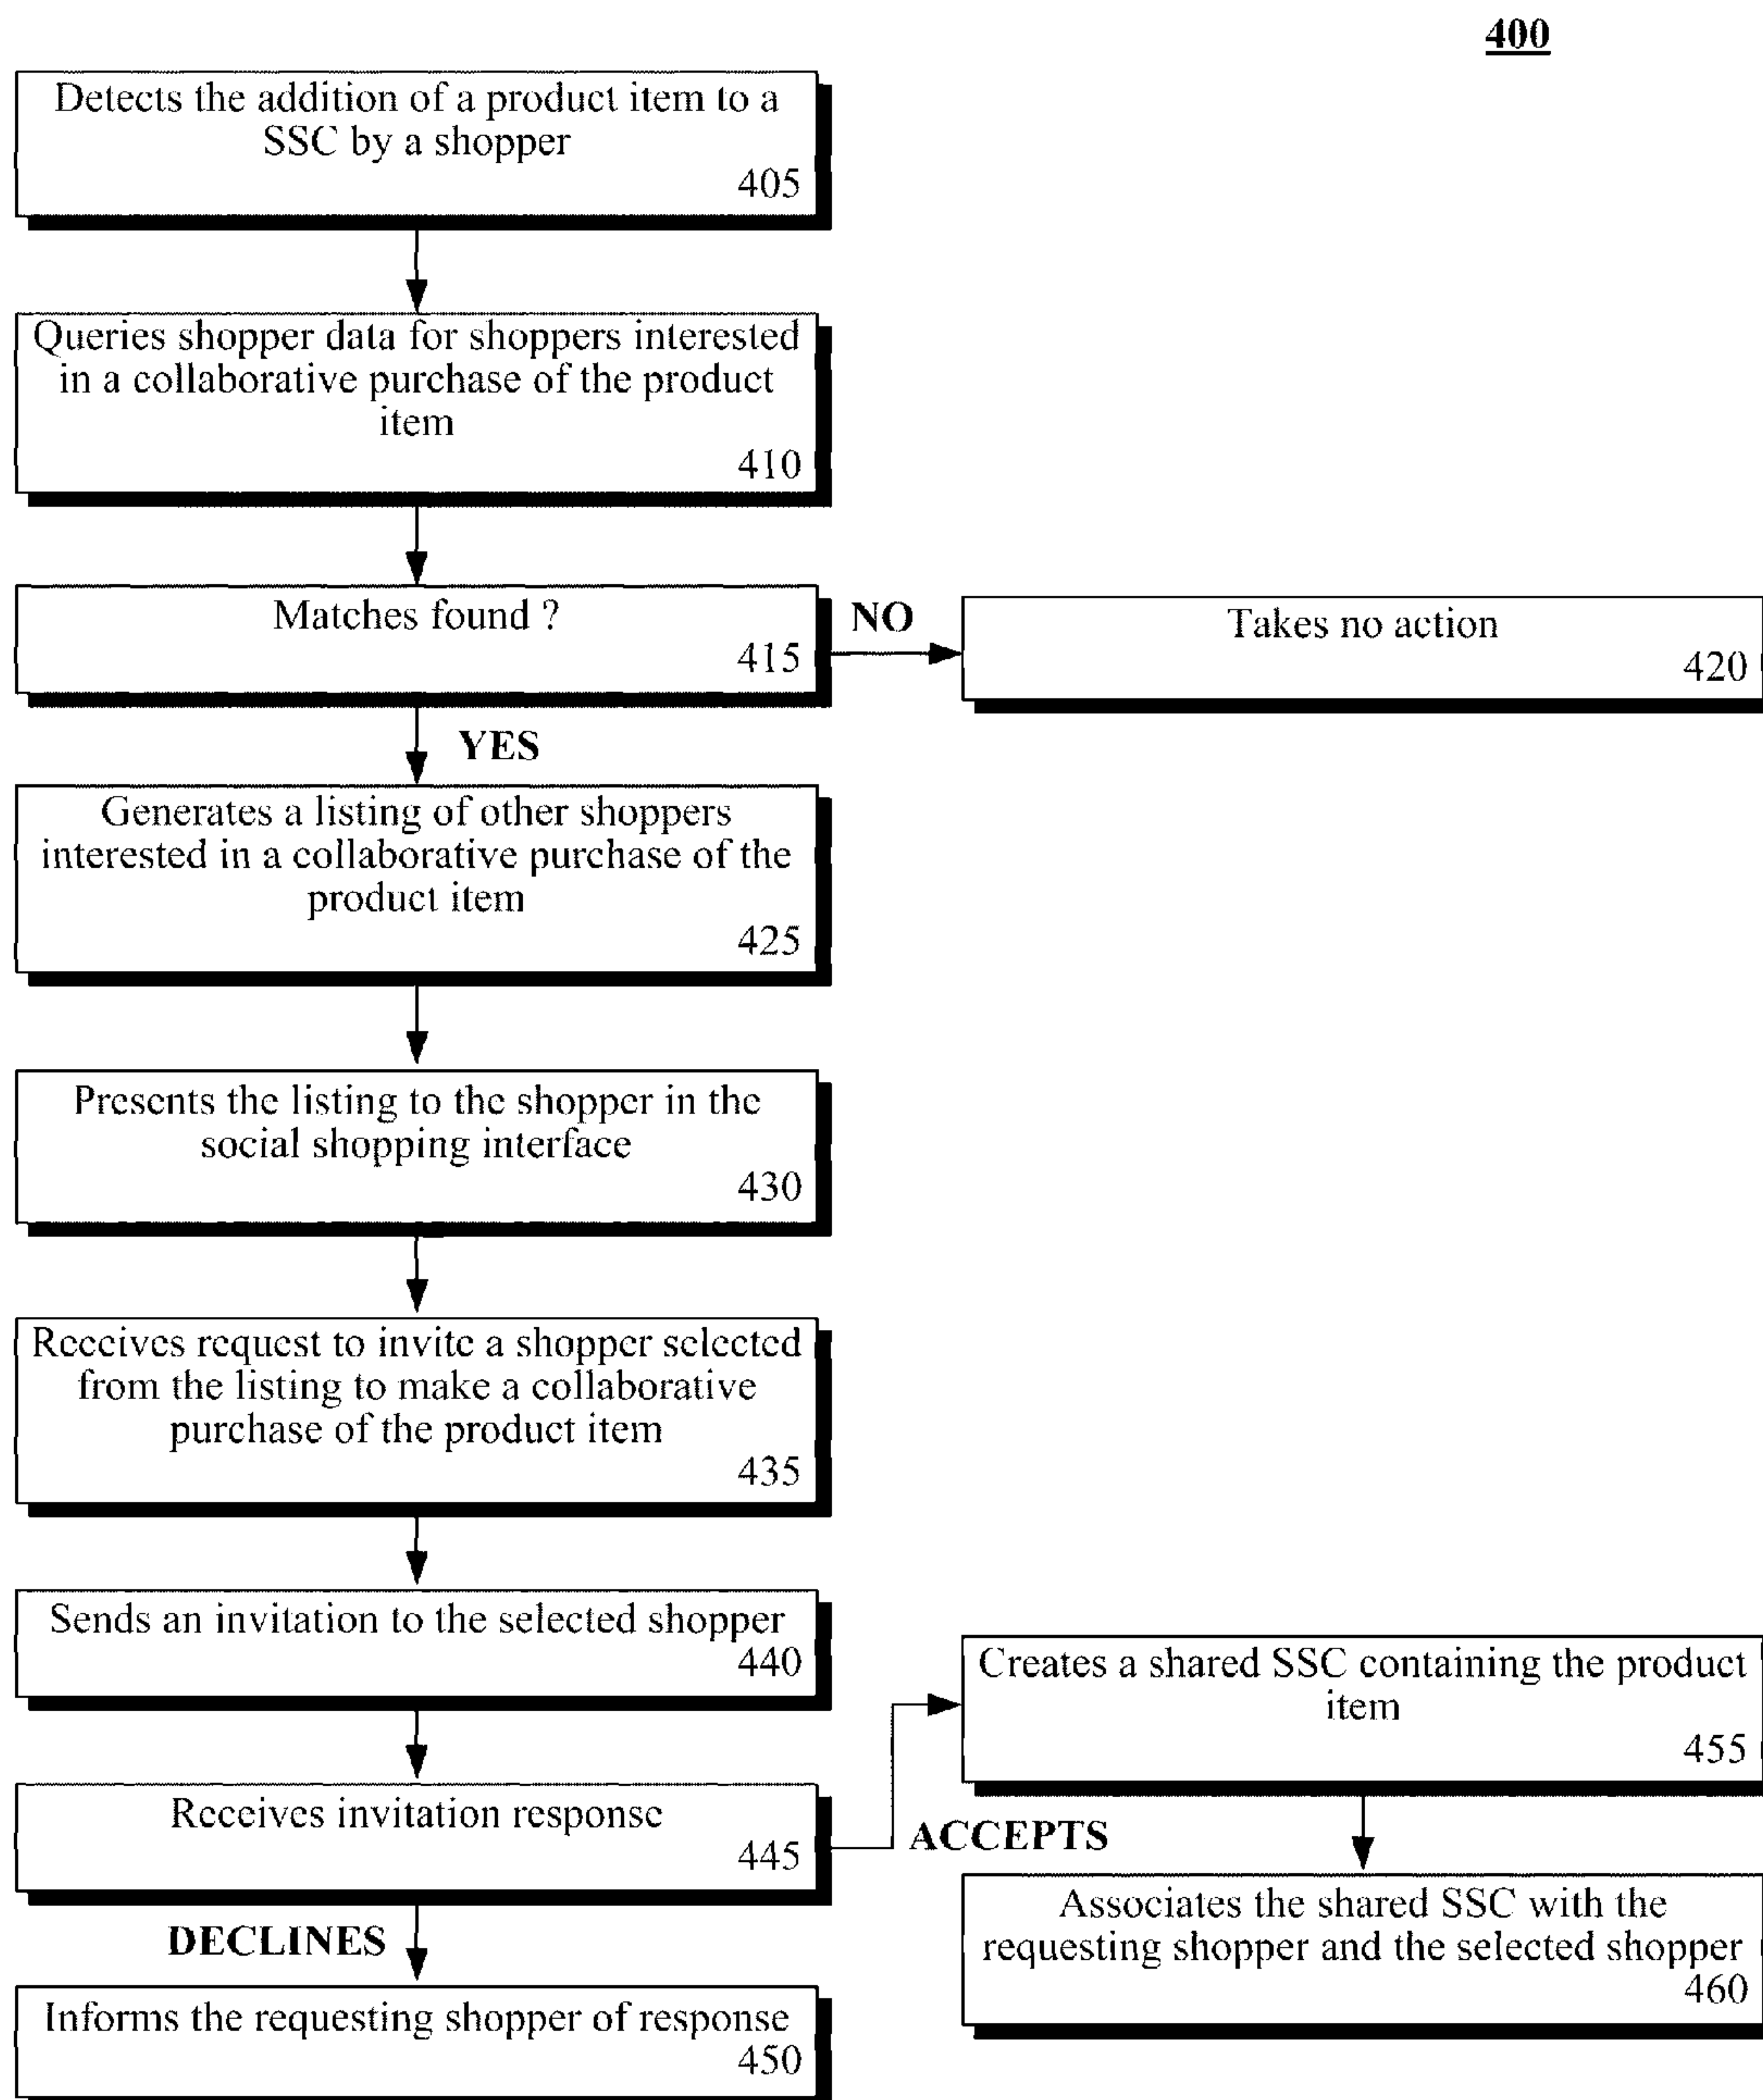 400
Detects the addition of a product item to a
SSC by a shopper
405
Queries shopper data for shoppers interested
in a collaborative purchase of the product
item
410
Matches found ?
415
NO
Takes no action
420
YES
Generates a listing of other shoppers
interested in a collaborative purchase of the
product item
425
Presents the listing to the shopper in the
social shopping interface
430
Receives request to invite a shopper selected
from the listing to make a collaborative
purchase of the product item
435
Sends an invitation to the selected shopper
440
Receives invitation response
445
ACCEPTS
Creates a shared SSC containing the product
item
455
Associates the shared SSC with the
requesting shopper and the selected shopper
460
DECLINES
Informs the requesting shopper of response
450